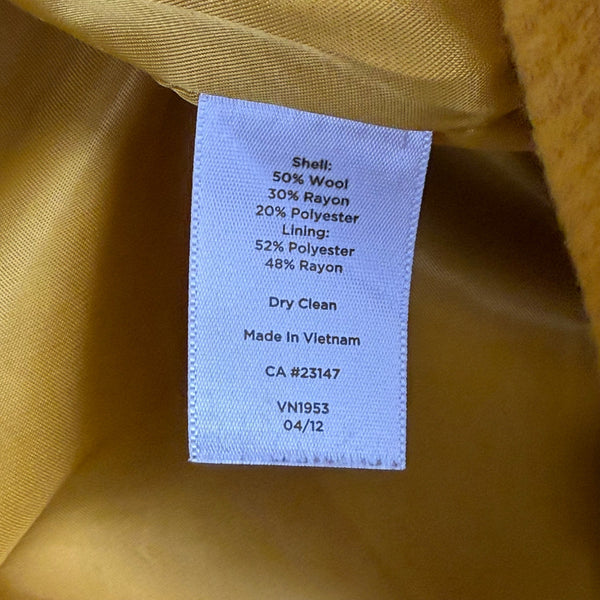 Shell:
50% Wool
30% Rayon
20% Polyester
Lining:
52% Polyester
48% Rayon
Dry Clean
Made In Vietnam
CA #23147
VN1953
04/12